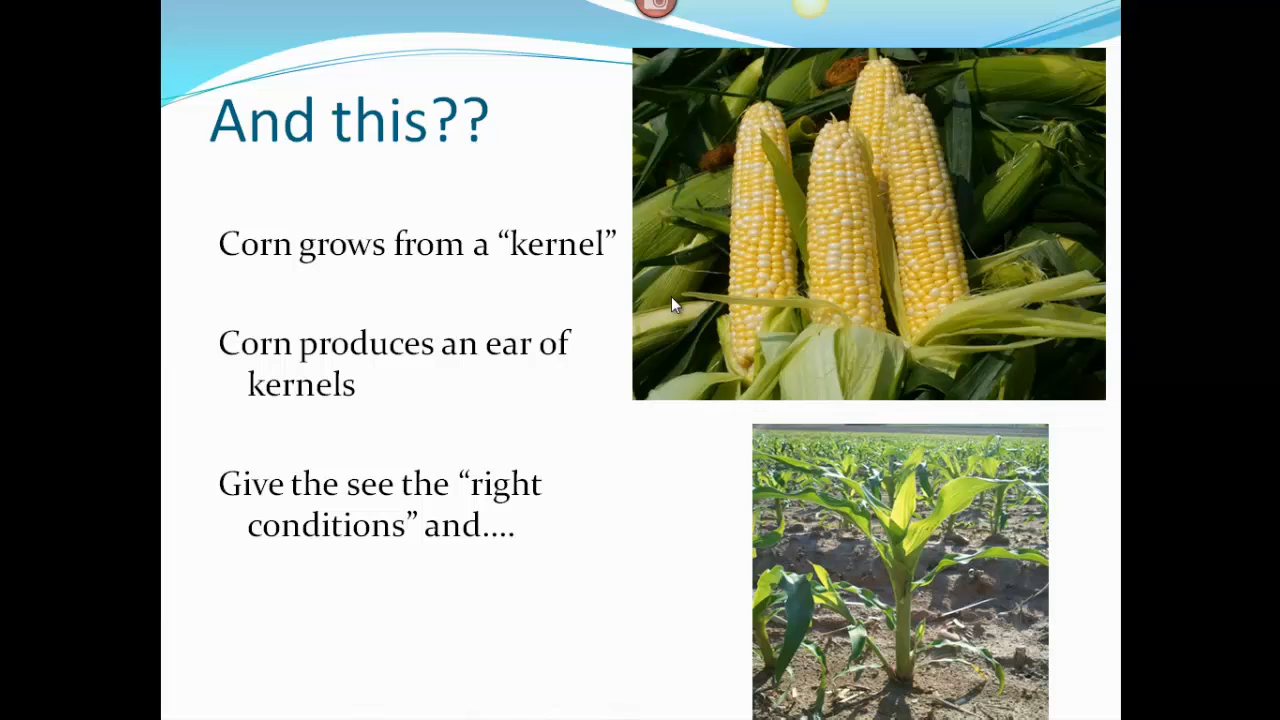 And this??
Corn grows from a “kernel”
Corn produces an ear of
kernels
Give the see the “right
conditions” and....